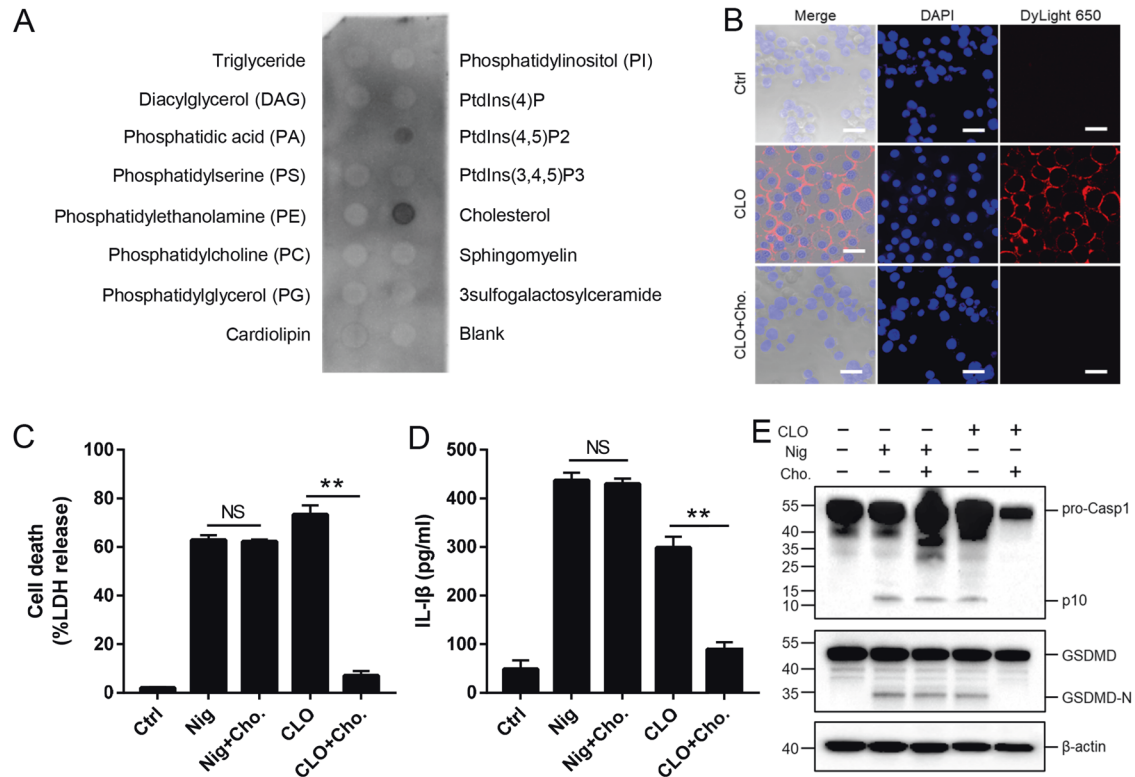 A
Triglyceride
Diacylglycerol (DAG)
Phosphatidic acid (PA)
Phosphatidylserine (PS)
Phosphatidylethanolamine (PE)
Phosphatidylcholine (PC)
Phosphatidylglycerol (PG)
Cardiolipin
Phosphatidylinositol (PI)
PtdIns(4)P
PtdIns(4,5)P2
PtdIns(3,4,5)P3
Cholesterol
Sphingomyelin
3sulfogalactosylceramide
Blank
B
Merge DAPI DyLight 650
Ctrl
CLO
CLO+Cho.
C
Cell death
(%LDH release)
100
80
60
40
20
0
NS
**
Ctrl
Nig
Nig+Cho.
CLO
CLO+Cho.
D
IL-Iβ (pg/ml)
500
400
300
200
100
0
NS
**
Ctrl
Nig
Nig+Cho.
CLO
CLO+Cho.
E
CLO − − − + +
Nig − + + − −
Cho. − − + − +
55
40
35
25
15
10
pro-Casp1
p10
55
40
35
GSDMD
GSDMD-N
40
β-actin